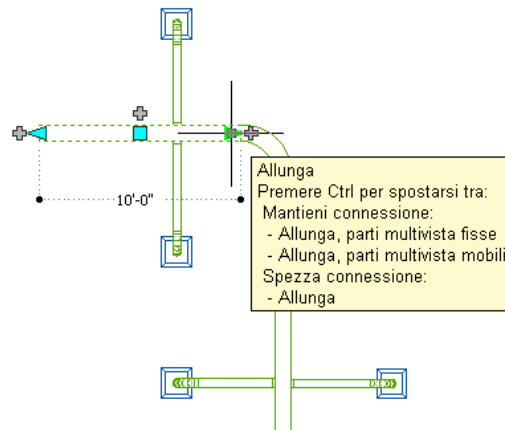 10'-0"
Allunga
Premere Ctrl per spostarsi tra:
Mantieni connessione:
- Allunga, parti multivista fisse
- Allunga, parti multivista mobili
Spezza connessione:
- Allunga